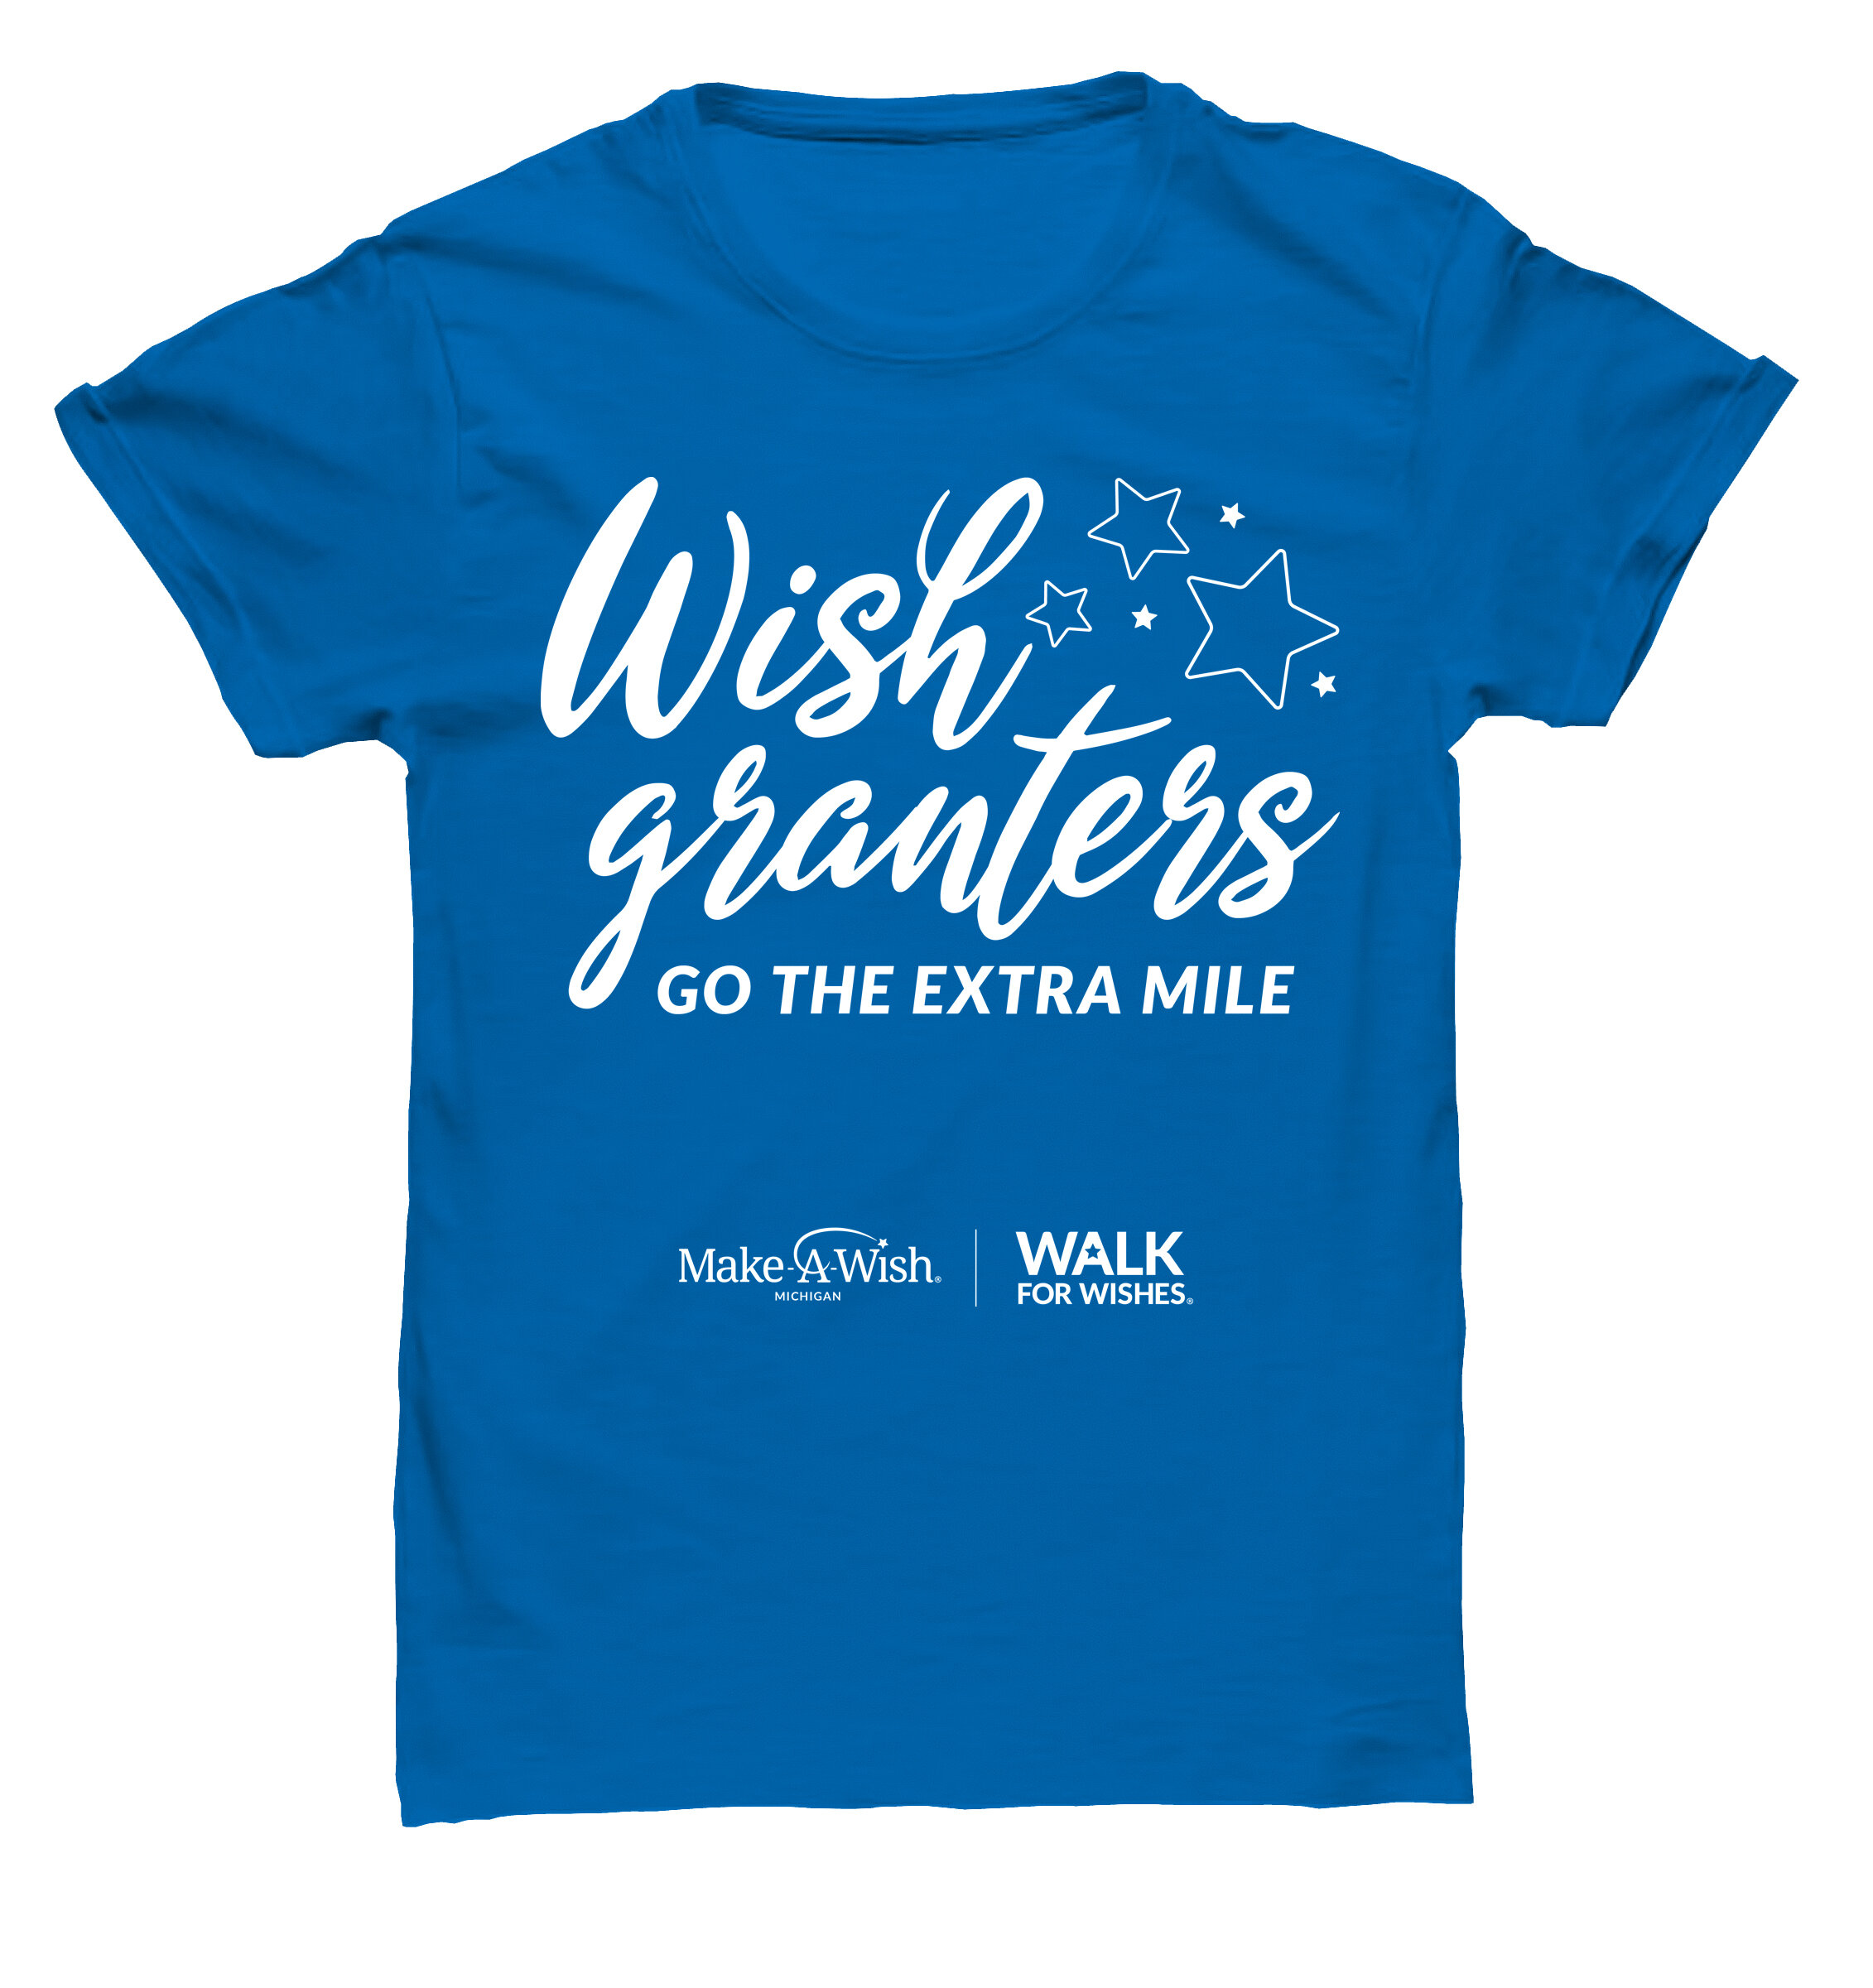 Wish
granters
GO THE EXTRA MILE
Make-A-Wish®
MICHIGAN
WALK
FOR WISHES®